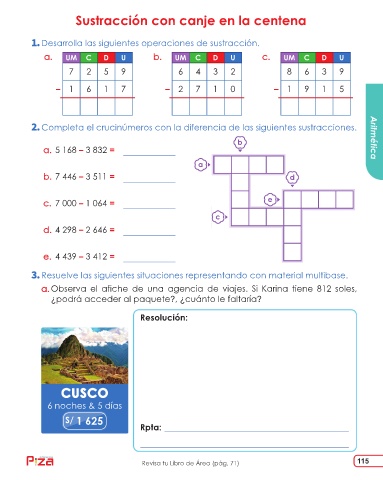 Sustracción con canje en la centena
1. Desarrolla las siguientes operaciones de sustracción.
a. UM C D U b. UM C D U c. UM C D U
7 2 5 9 6 4 3 2 8 6 3 9
- 1 6 1 7 - 2 7 1 0 - 1 9 1 5
Aritmética
2. Completa el crucinúmeros con la diferencia de las siguientes sustracciones.
b
a. 5 168 – 3 832 =
a
b. 7 446 – 3 511 =
d
c. 7 000 – 1 064 =
e
c
d. 4 298 – 2 646 =
e. 4 439 – 3 412 =
3. Resuelve las siguientes situaciones representando con material multibase.
a. Observa el afiche de una agencia de viajes. Si Karina tiene 812 soles,
¿podrá acceder al paquete?, ¿cuánto le faltaría?
Resolución:
CUSCO
6 noches & 5 días
S/ 1 625
Rpta:
Pizza
Revisa tu Libro de Área (pág. 71)
115